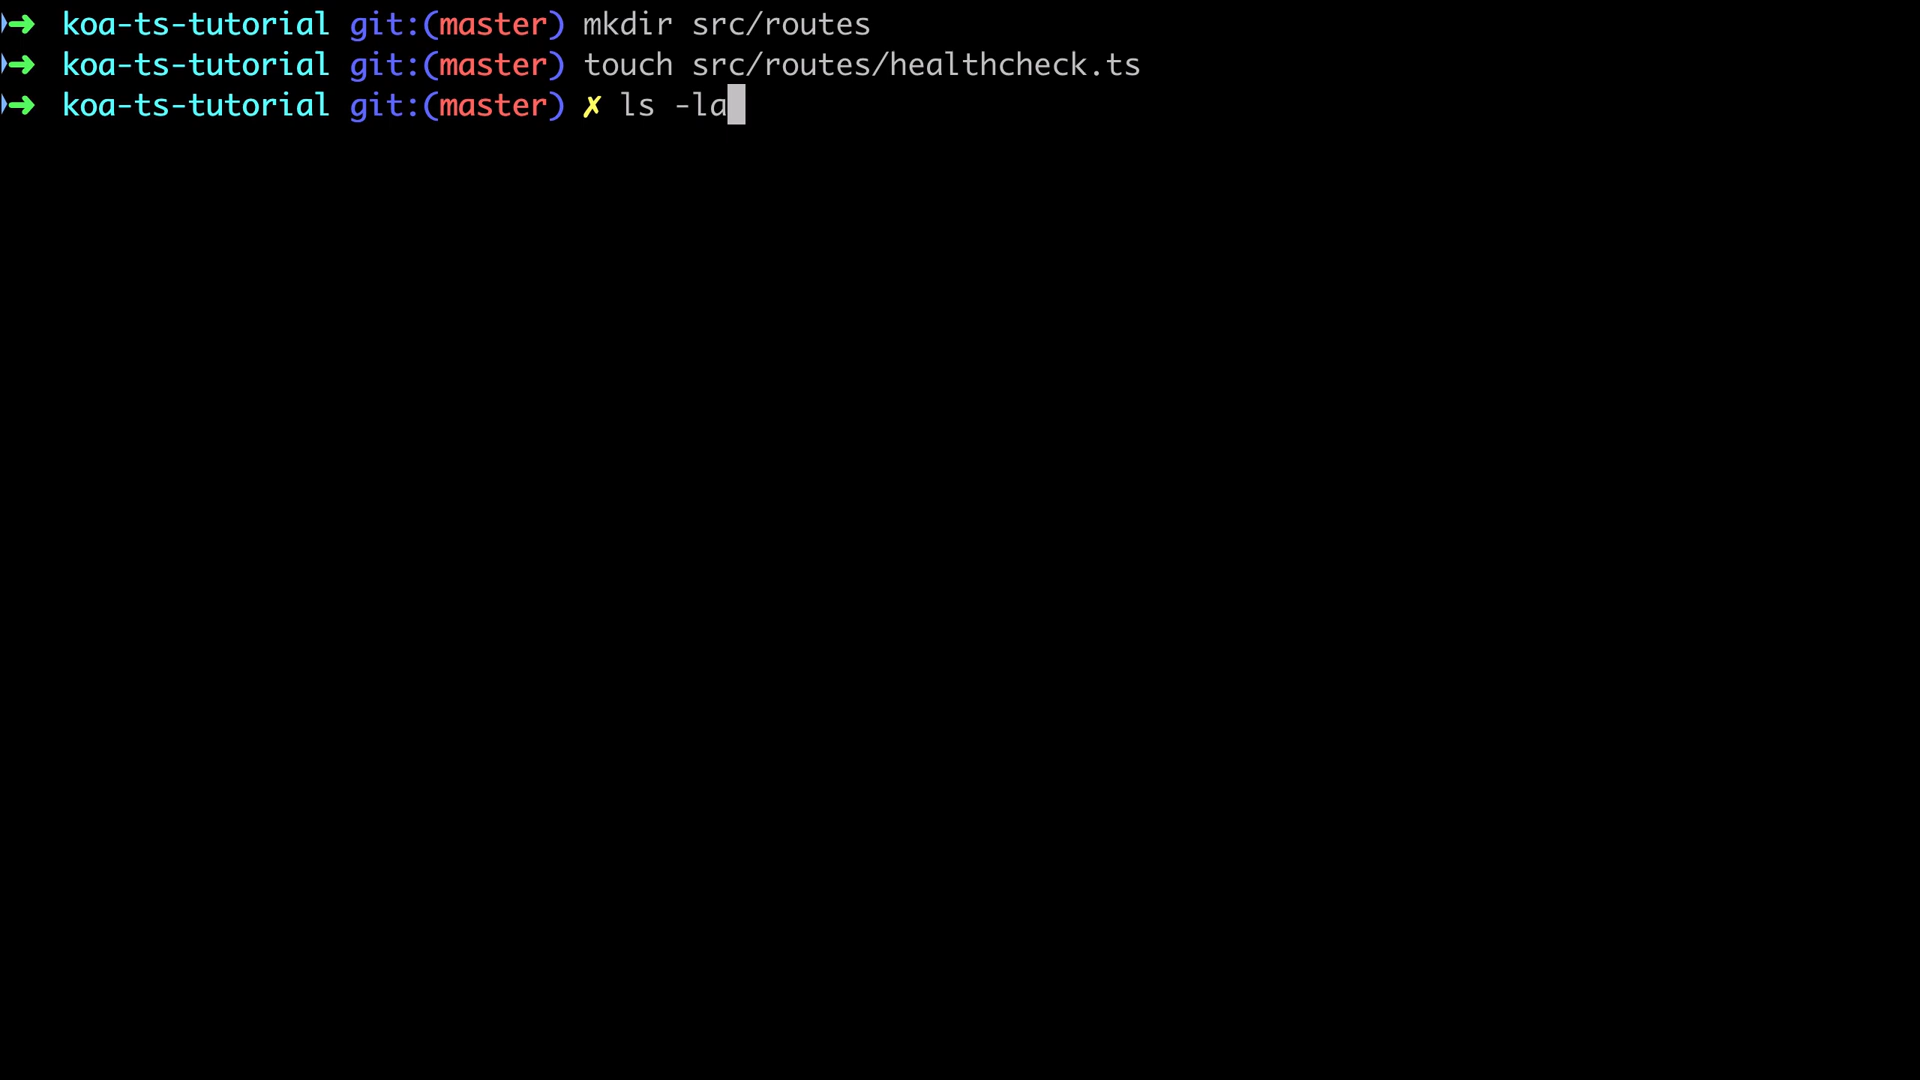 ➜ koa-ts-tutorial git:(master) mkdir src/routes
➜ koa-ts-tutorial git:(master) touch src/routes/healthcheck.ts
➜ koa-ts-tutorial git:(master) ✗ ls -la